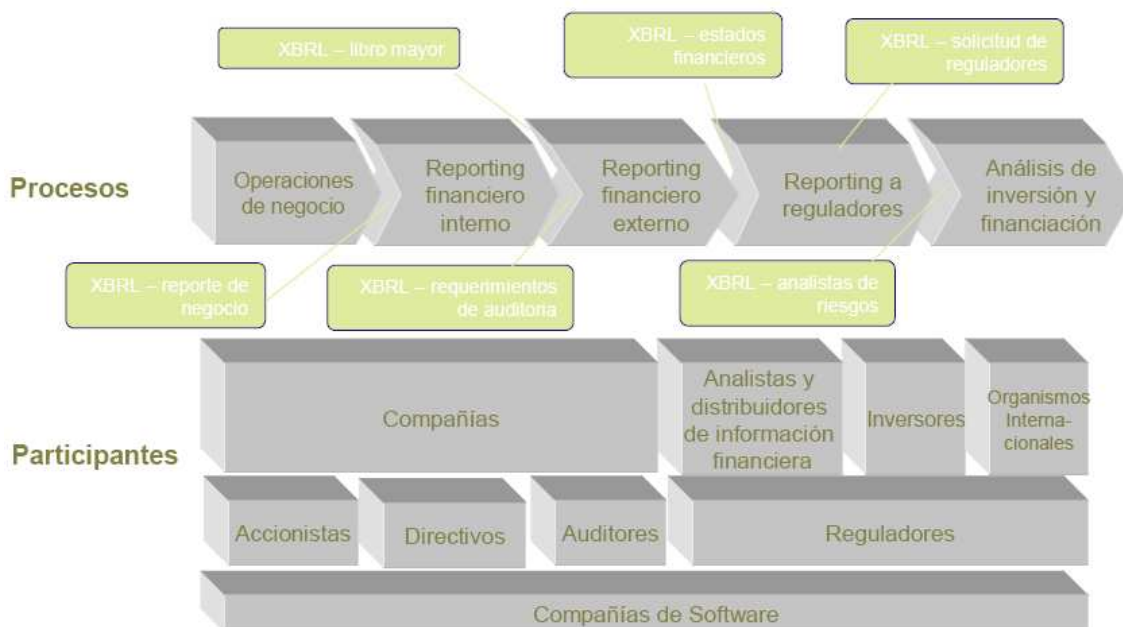 XBRL – libro mayor
XBRL – estados
financieros
XBRL – solicitud de
reguladores
Procesos
Operaciones
de negocio
Reporting
financiero
interno
Reporting
financiero
externo
Reporting a
reguladores
Análisis de
inversión y
financiación
XBRL – reporte de
negocio
XBRL – requerimientos
de auditoria
XBRL – analistas de
riesgos
Participantes
Compañías
Analistas y
distribuidores
de información
financiera
Inversores
Organismos
Interna-
cionales
Accionistas
Directivos
Auditores
Reguladores
Compañías de Software